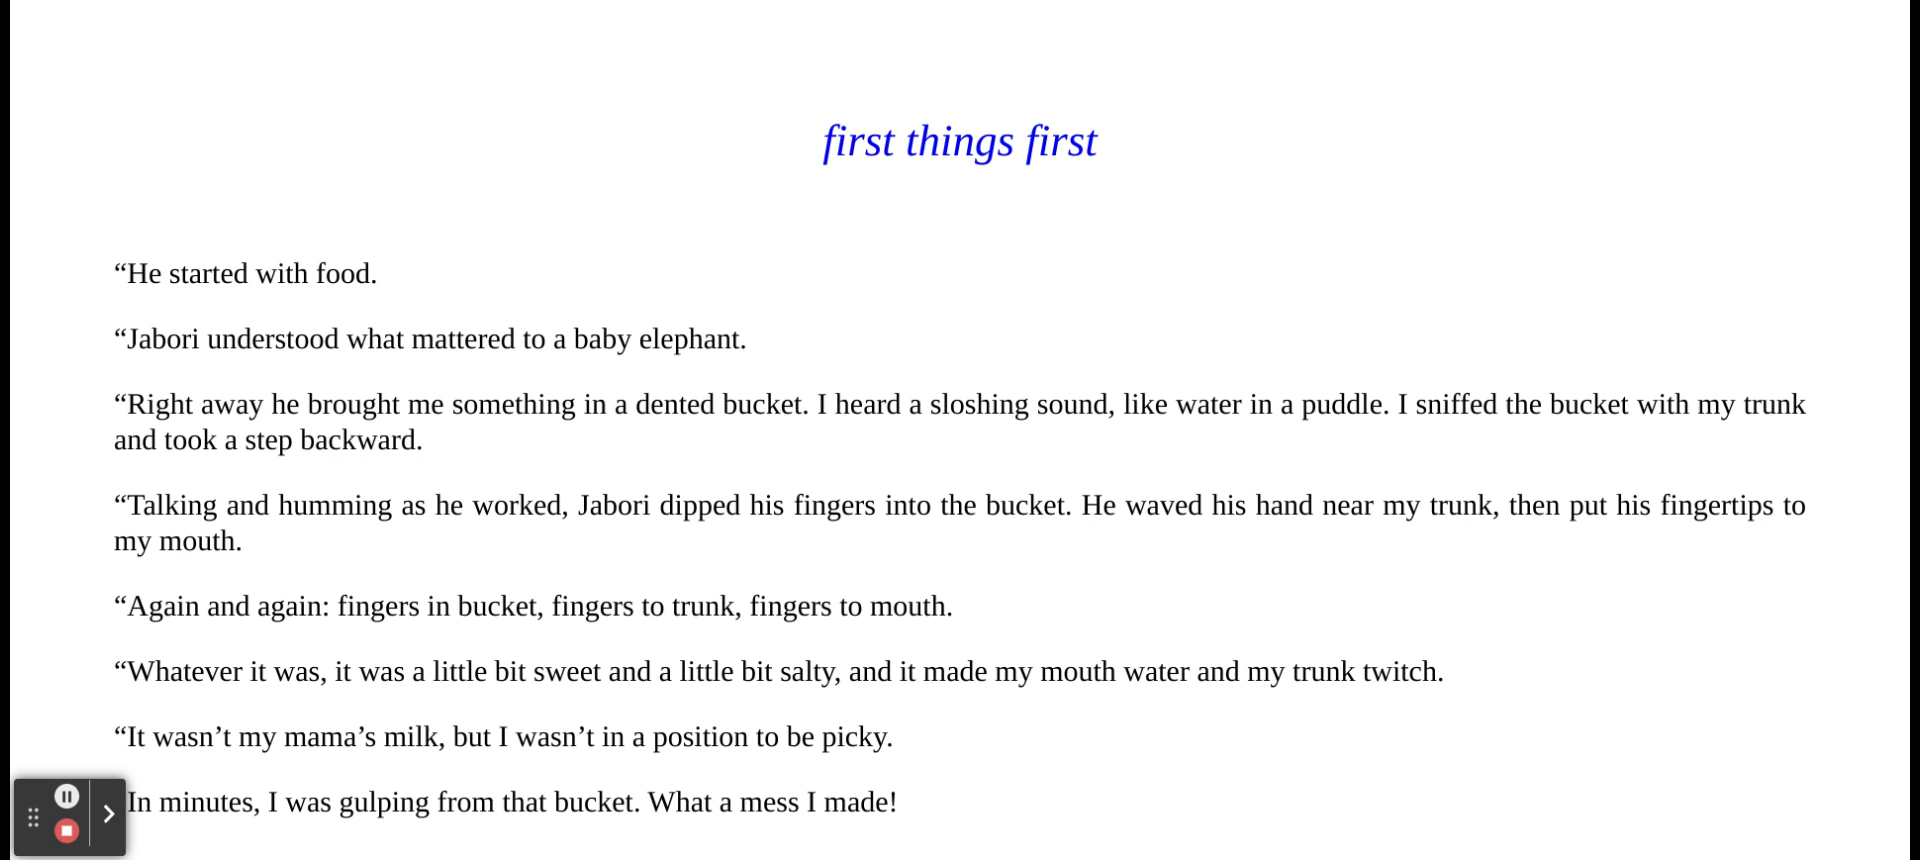 first things first
“He started with food.
“Jabori understood what mattered to a baby elephant.
“Right away he brought me something in a dented bucket. I heard a sloshing sound, like water in a puddle. I sniffed the bucket with my trunk
and took a step backward.
“Talking and humming as he worked, Jabori dipped his fingers into the bucket. He waved his hand near my trunk, then put his fingertips to
my mouth.
“Again and again: fingers in bucket, fingers to trunk, fingers to mouth.
“Whatever it was, it was a little bit sweet and a little bit salty, and it made my mouth water and my trunk twitch.
“It wasn’t my mama’s milk, but I wasn’t in a position to be picky.
In minutes, I was gulping from that bucket. What a mess I made!